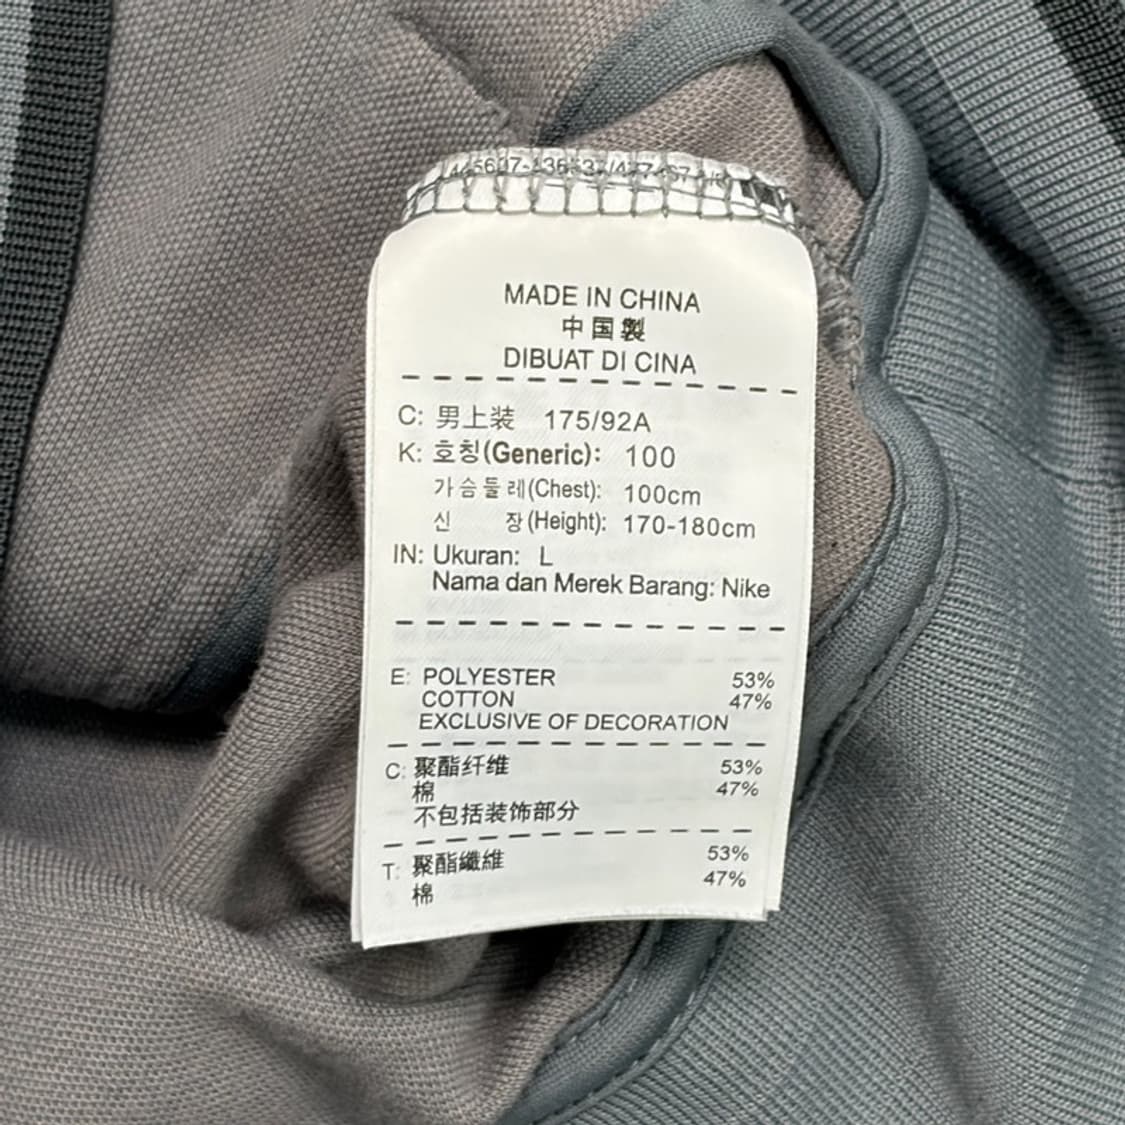 MADE IN CHINA
中国製
DIBUAT DI CINA
C: 男上装 175/92A
K: 호칭(Generic): 100
가슴둘레(Chest): 100cm
신 장(Height): 170-180cm
IN: Ukuran: L
Nama dan Merek Barang: Nike
E: POLYESTER 53%
COTTON 47%
EXCLUSIVE OF DECORATION
C: 聚酯纤维 53%
棉 47%
不包括装饰部分
T: 聚酯纖維 53%
棉 47%